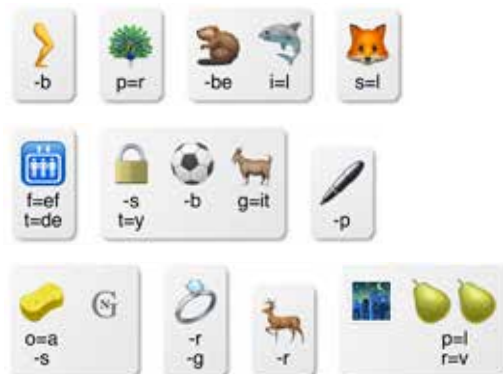 -b p=r -be i=l s=l
f=ef -s -b g=it
t=de t=y
-p
o=a -r p=l
-s -g -r r=v